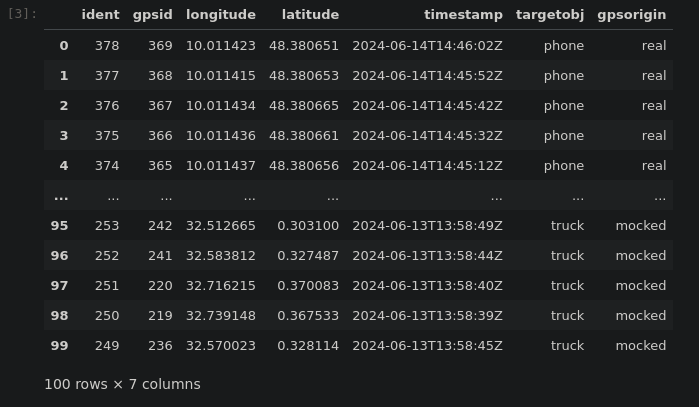 [3]:
ident gpsid longitude latitude timestamp targetobj gpsorigin
0 378 369 10.011423 48.380651 2024-06-14T14:46:02Z phone real
1 377 368 10.011415 48.380653 2024-06-14T14:45:52Z phone real
2 376 367 10.011434 48.380665 2024-06-14T14:45:42Z phone real
3 375 366 10.011436 48.380661 2024-06-14T14:45:32Z phone real
4 374 365 10.011437 48.380656 2024-06-14T14:45:12Z phone real
... ... ... ... ... ... ... ...
95 253 242 32.512665 0.303100 2024-06-13T13:58:49Z truck mocked
96 252 241 32.583812 0.327487 2024-06-13T13:58:44Z truck mocked
97 251 220 32.716215 0.370083 2024-06-13T13:58:40Z truck mocked
98 250 219 32.739148 0.367533 2024-06-13T13:58:39Z truck mocked
99 249 236 32.570023 0.328114 2024-06-13T13:58:45Z truck mocked
100 rows × 7 columns